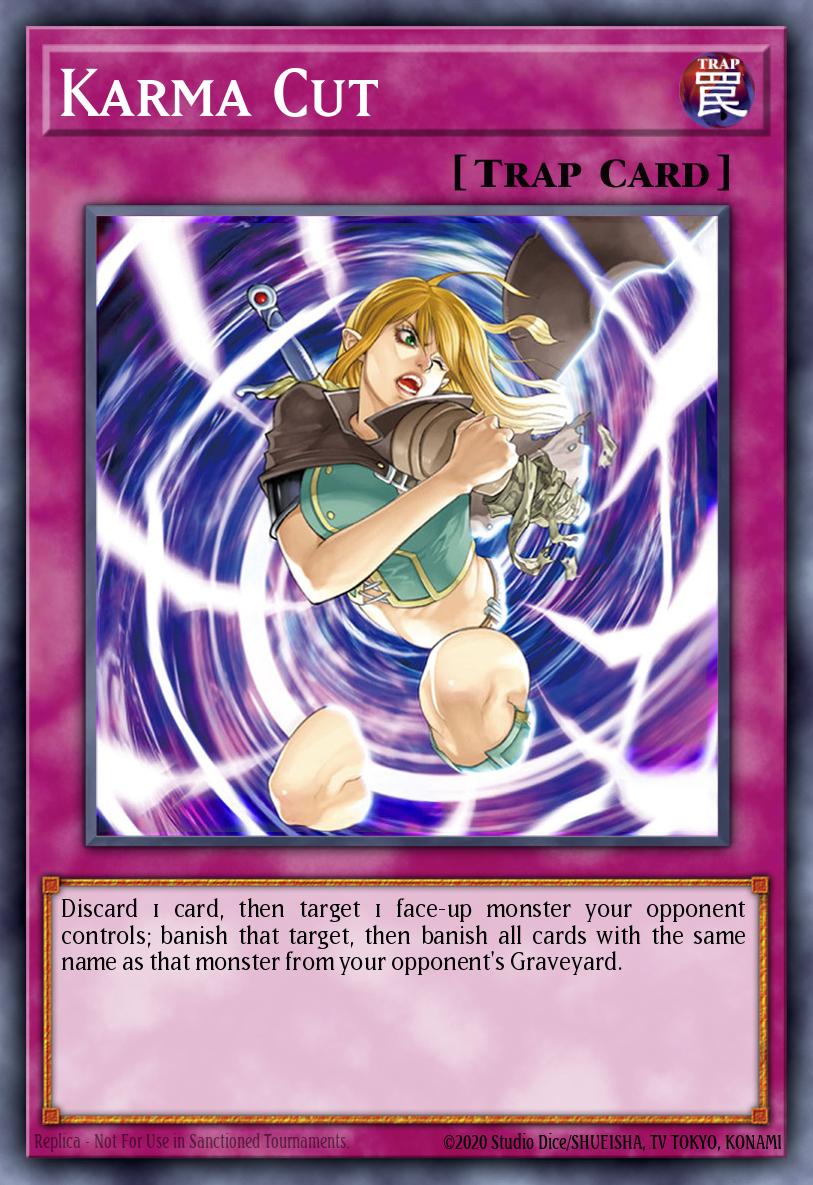 Karma Cut
TRAP
罠
[Trap Card]
Discard 1 card, then target 1 face-up monster your opponent
controls; banish that target, then banish all cards with the same
name as that monster from your opponent's Graveyard.
Replica - Not For Use in Sanctioned Tournaments.
©2020 Studio Dice/SHUEISHA, TV TOKYO, KONAMI